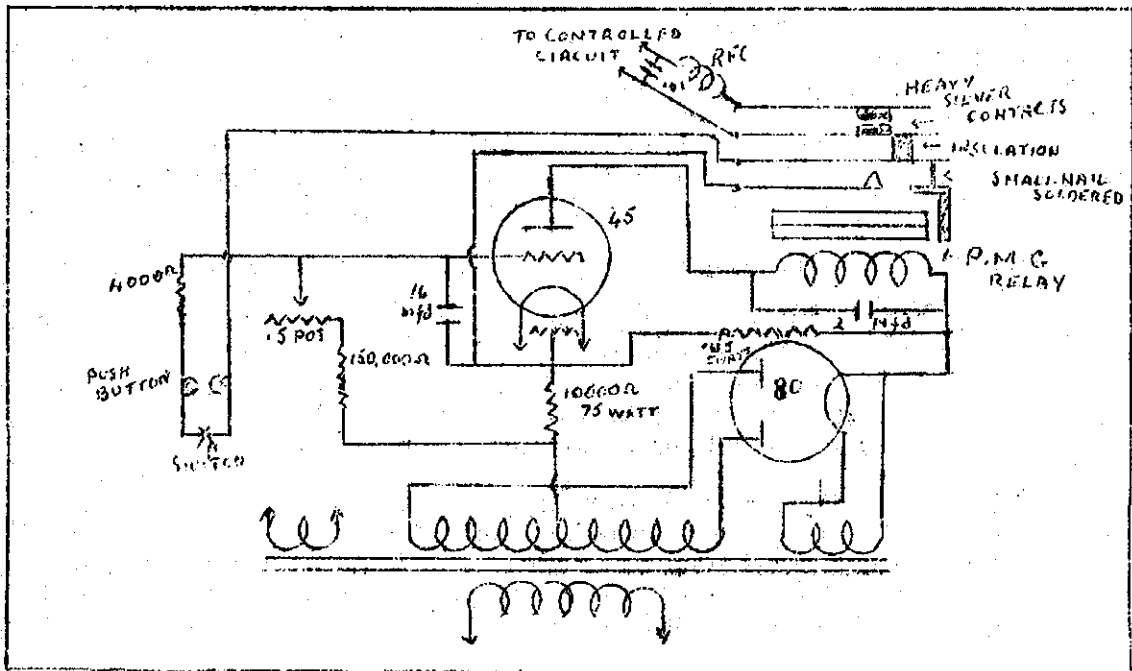 TO CONTROLLED
CIRCUIT
RFC
HEAVY
SILVER
CONTACTS
INSULATION
SMALL NAIL
SOLDERED
45
P.M.G
RELAY
4000Ω
16
mfd
.5 POT
150,000Ω
2 Mfd
PUSH
BUTTON
10000Ω
75 WATT
80
SWITCH